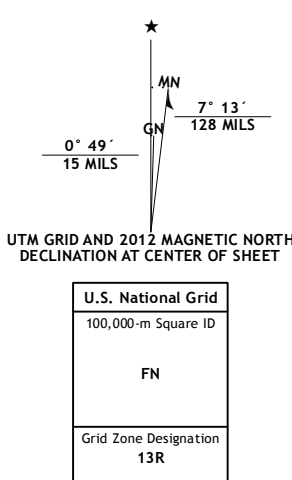 ★
MN
GN
7° 13´
128 MILS
0° 49´
15 MILS
UTM GRID AND 2012 MAGNETIC NORTH
DECLINATION AT CENTER OF SHEET
U.S. National Grid
100,000-m Square ID
FN
Grid Zone Designation
13R